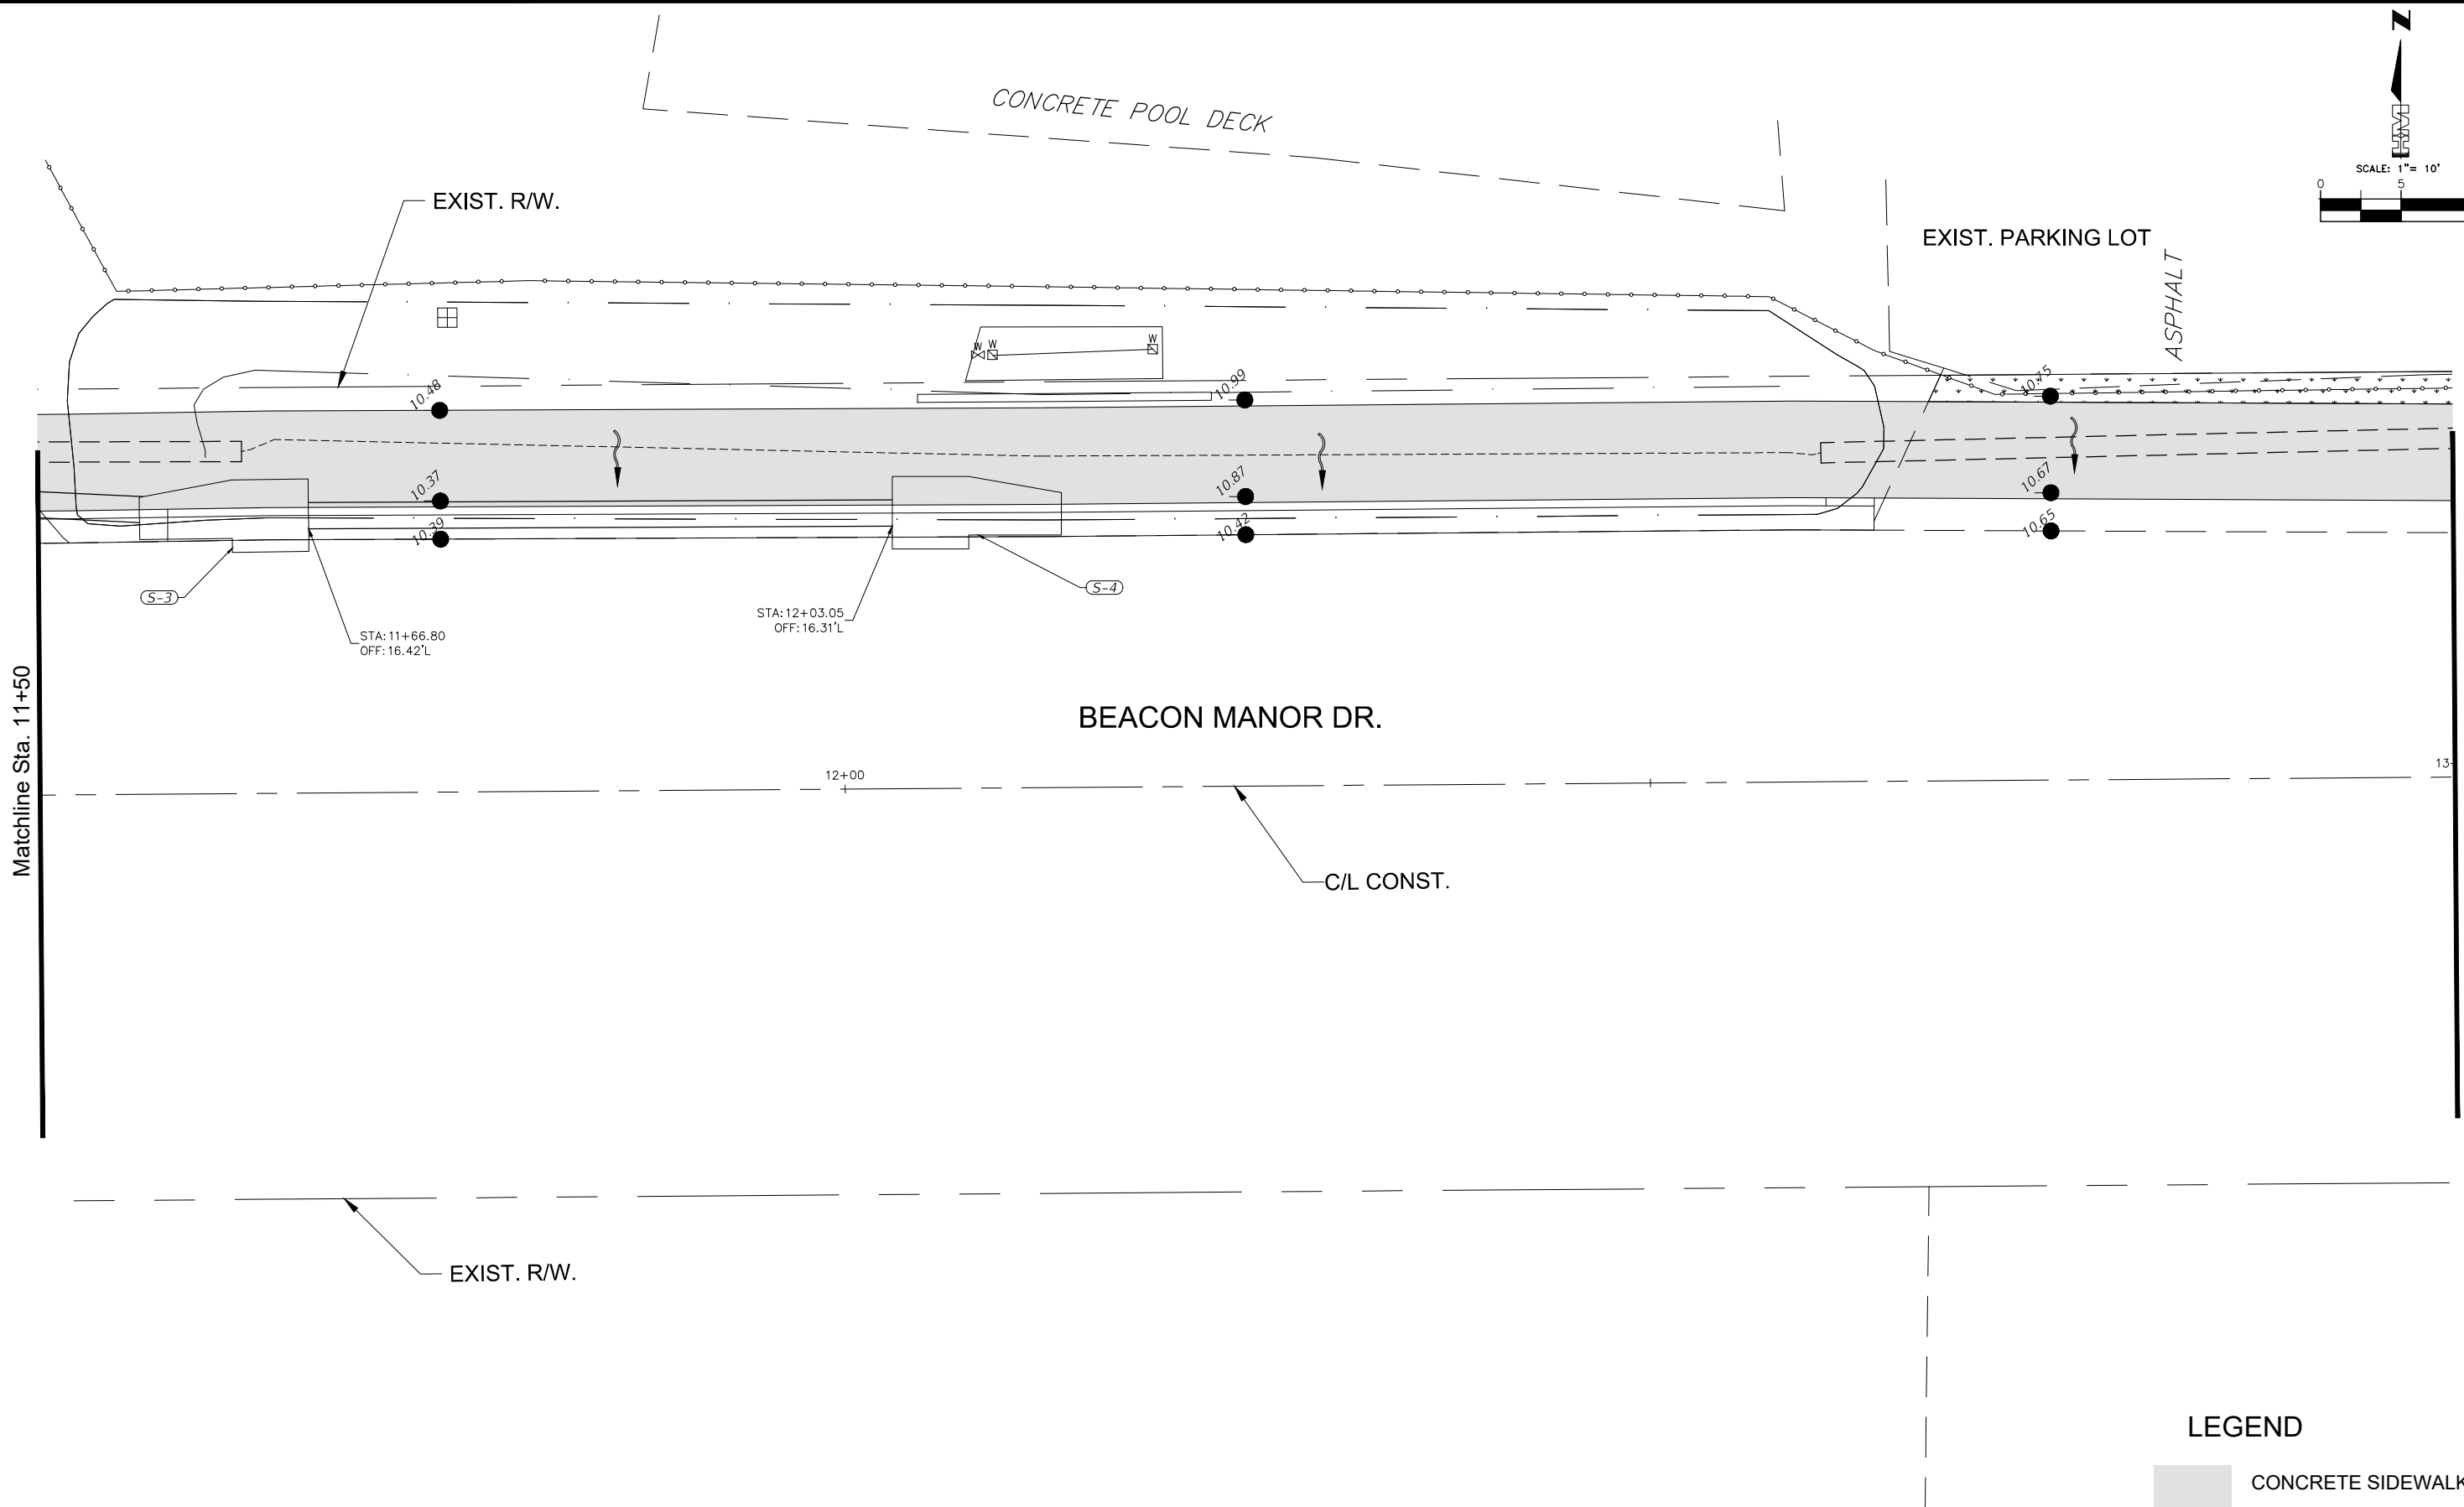 N
HM
SCALE: 1"= 10'
0 5
CONCRETE POOL DECK
EXIST. R/W.
EXIST. PARKING LOT
ASPHALT
W W W
10.48
10.99
10.75
10.37
10.87
10.67
10.39
10.42
10.65
S-3
S-4
STA:11+66.80
OFF:16.42'L
STA:12+03.05
OFF:16.31'L
Matchline Sta. 11+50
BEACON MANOR DR.
12+00
13+
C/L CONST.
EXIST. R/W.
LEGEND
CONCRETE SIDEWALK